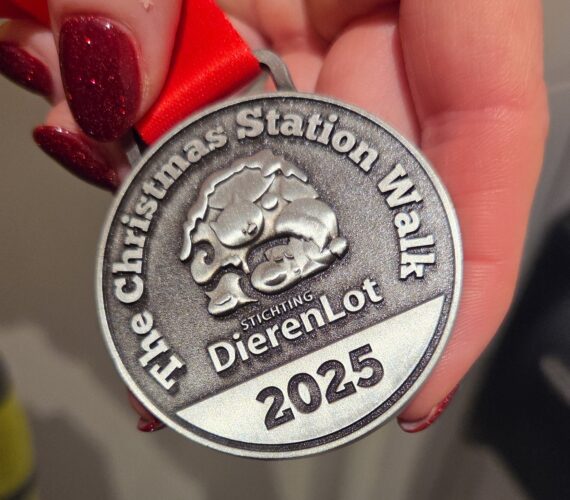 The Christmas Station Walk
STICHTING
DierenLot
2025